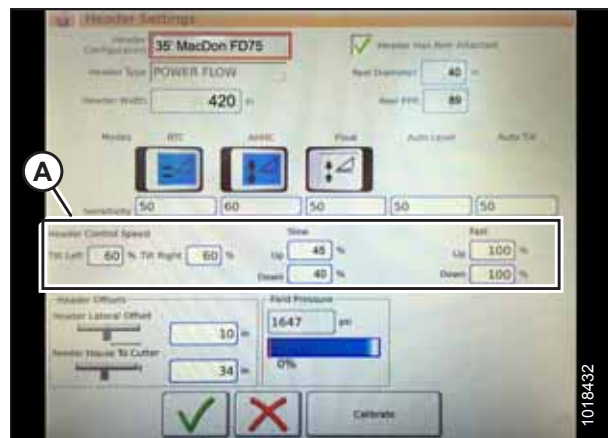 Header Settings
Header Configuration 35' MacDon FD75 Header Has Reel Attached
Header Type POWER FLOW Reel Diameter 40 in
Header Width 420 in Reel PPR 89
Modes RTC AHHC Float Auto Level Auto Tilt
Sensitivity 50 60 50 50 50
A
Header Control Speed Slow Fast
Tilt Left 60 % Tilt Right 60 % Up 45 % Up 100 %
Down 40 % Down 100 %
Header Offsets Field Pressure
Header Lateral Offset 10 in 1647 psi
Feeder House To Cutter 34 in 0%
Calibrate
1018432